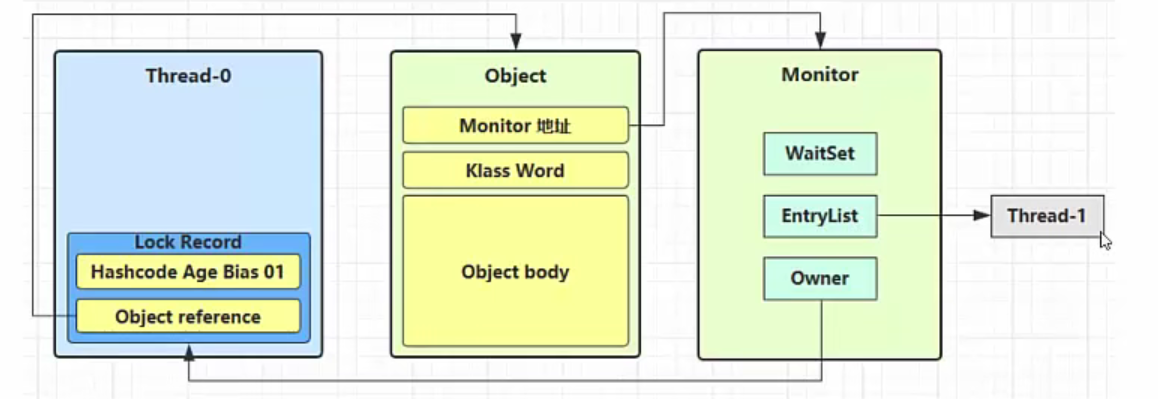 Thread-0
Lock Record
Hashcode Age Bias 01
Object reference
Object
Monitor 地址
Klass Word
Object body
Monitor
WaitSet
EntryList
Owner
Thread-1